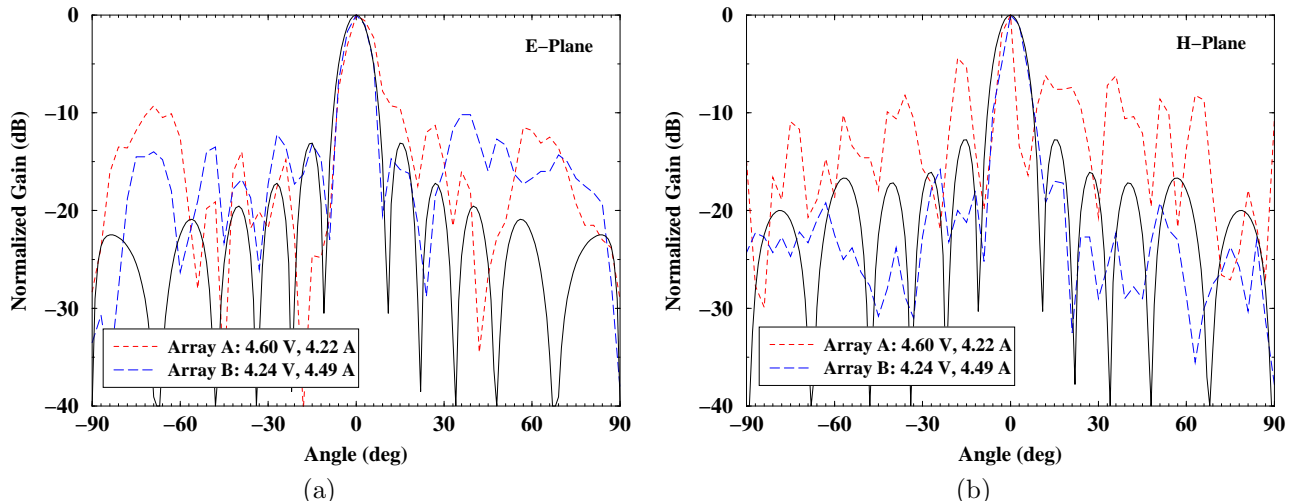 0
−10
−20
−30
−40
Normalized Gain (dB)
E−Plane
Array A: 4.60 V, 4.22 A
Array B: 4.24 V, 4.49 A
−90
−60
−30
0
30
60
90
Angle (deg)
(a)
0
−10
−20
−30
−40
Normalized Gain (dB)
H−Plane
Array A: 4.60 V, 4.22 A
Array B: 4.24 V, 4.49 A
−90
−60
−30
0
30
60
90
Angle (deg)
(b)